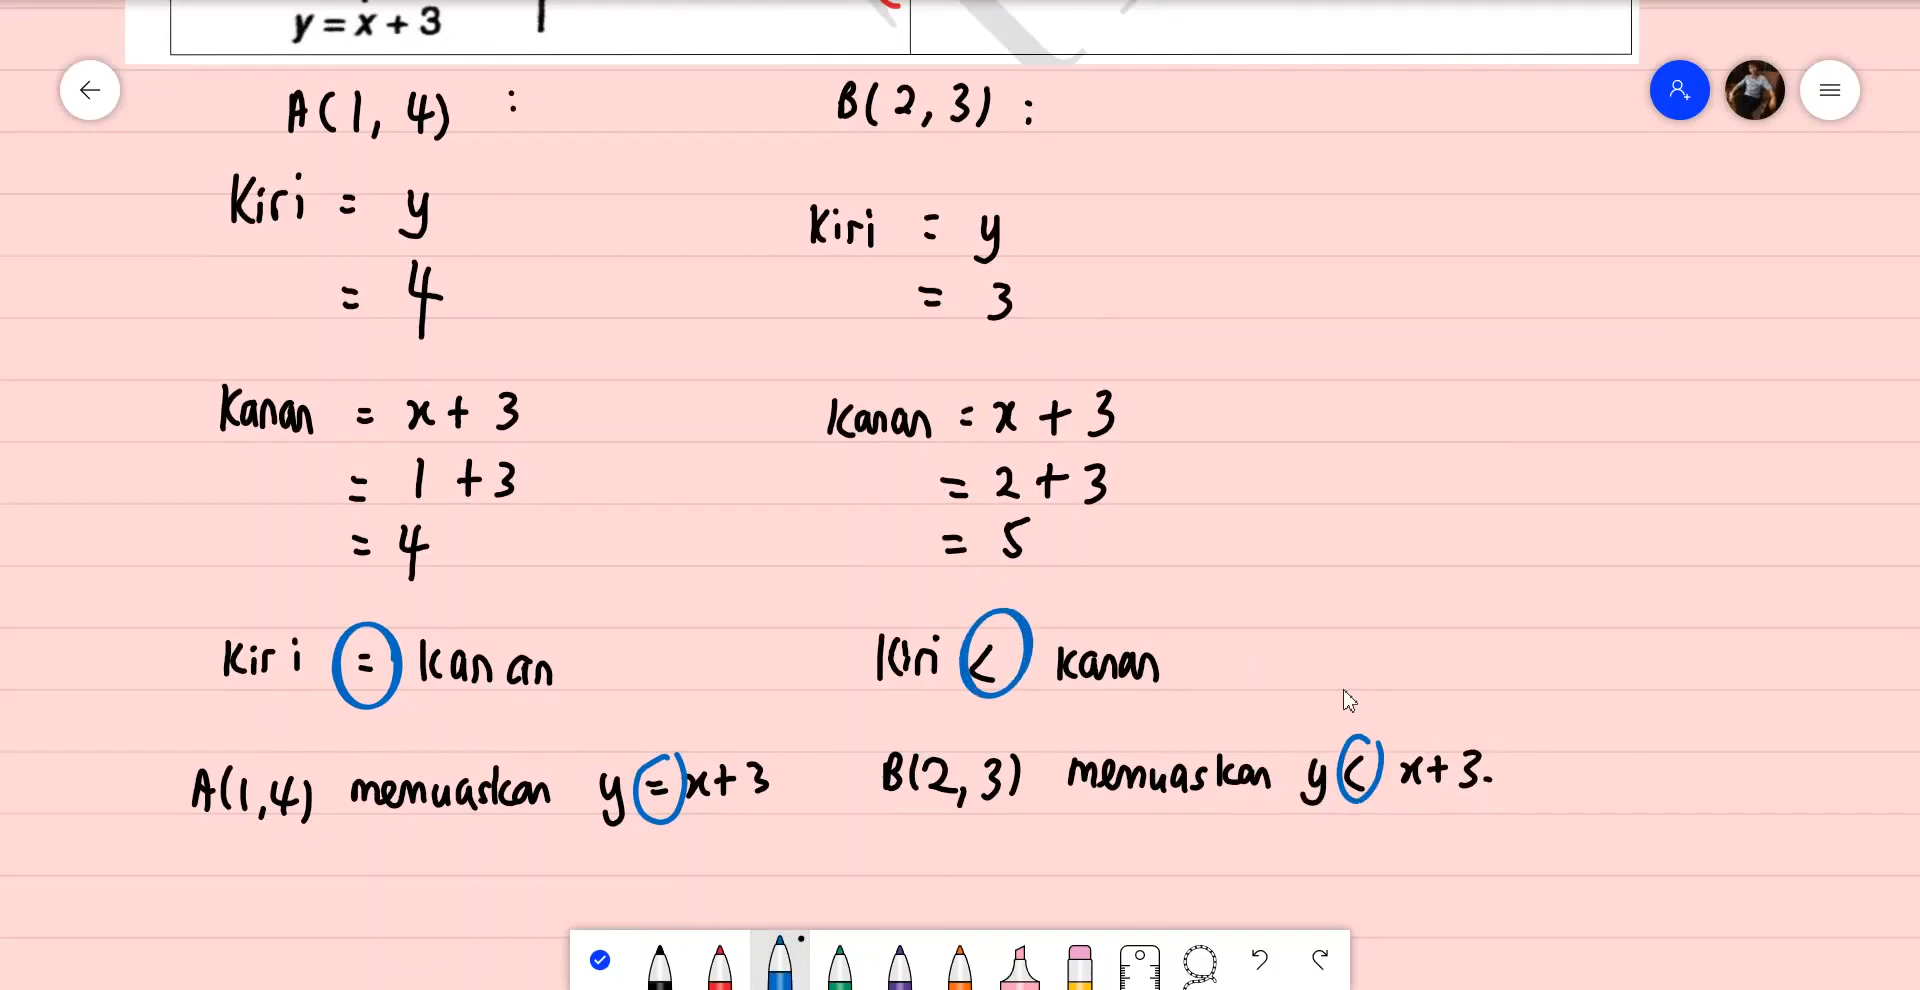 y = x + 3
A(1, 4) :
Kiri = y
= 4
Kanan = x + 3
= 1 + 3
= 4
Kiri = Kanan
A(1,4) memuaskan y = x + 3
B(2, 3) :
Kiri = y
= 3
Kanan = x + 3
= 2 + 3
= 5
Kiri < Kanan
B(2, 3) memuaskan y < x + 3.